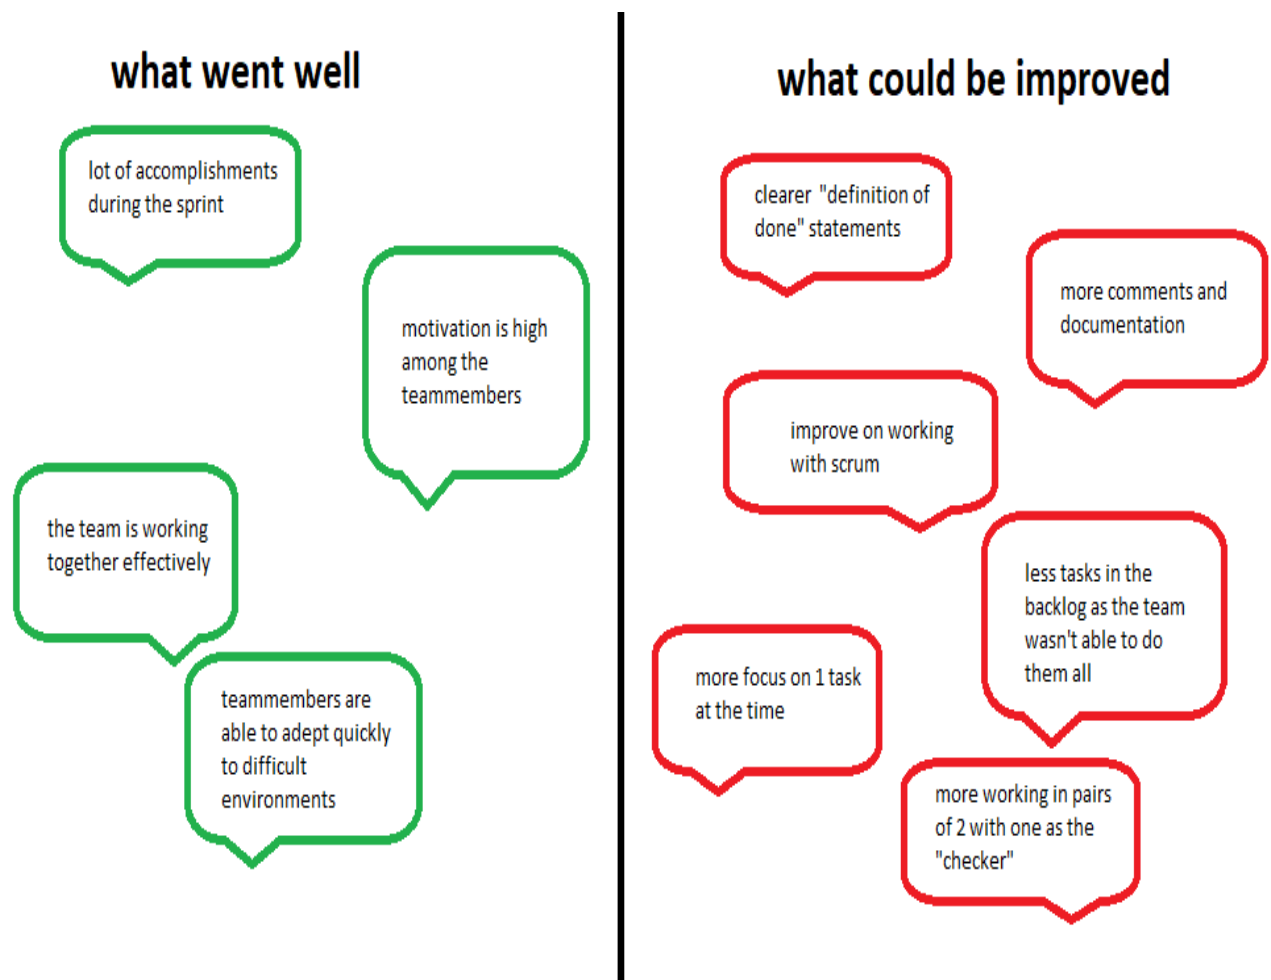 what went well
lot of accomplishments
during the sprint
motivation is high
among the
teammembers
the team is working
together effectively
teammembers are
able to adept quickly
to difficult
environments
what could be improved
clearer "definition of
done" statements
more comments and
documentation
improve on working
with scrum
less tasks in the
backlog as the team
wasn't able to do
them all
more focus on 1 task
at the time
more working in pairs
of 2 with one as the
"checker"